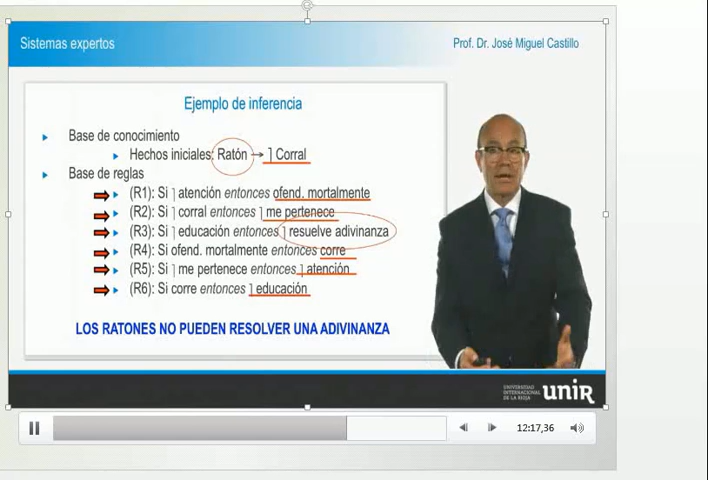 Sistemas expertos
Prof. Dr. José Miguel Castillo
Ejemplo de inferencia
Base de conocimiento
Hechos iniciales: Ratón → ˥ Corral
Base de reglas
(R1): Si ˥ atención entonces ofend. mortalmente
(R2): Si ˥ corral entonces ˥ me pertenece
(R3): Si ˥ educación entonces ˥ resuelve adivinanza
(R4): Si ofend. mortalmente entonces corre
(R5): Si ˥ me pertenece entonces ˥ atención
(R6): Si corre entonces ˥ educación
LOS RATONES NO PUEDEN RESOLVER UNA ADIVINANZA
UNIVERSIDAD
INTERNACIONAL
DE LA RIOJA
unir
12:17,36